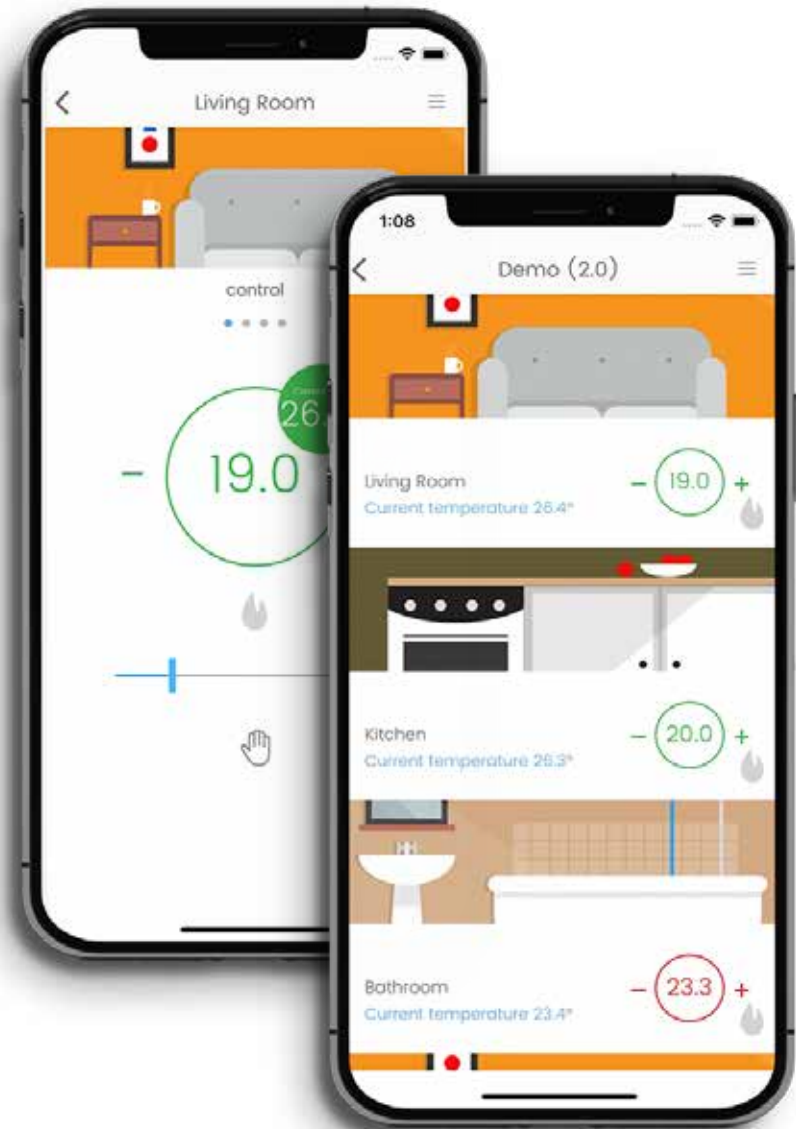 Living Room
control
26.
- 19.0
1:08
Demo (2.0)
Living Room
- 19.0 +
Current temperature 26.4°
Kitchen
- 20.0 +
Current temperature 26.3°
Bathroom
- 23.3 +
Current temperature 23.4°